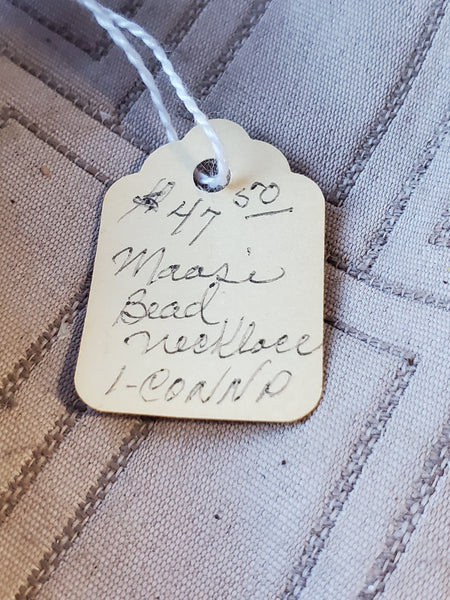 $47.50
Maasi
Bead
Necklace
1-CONND